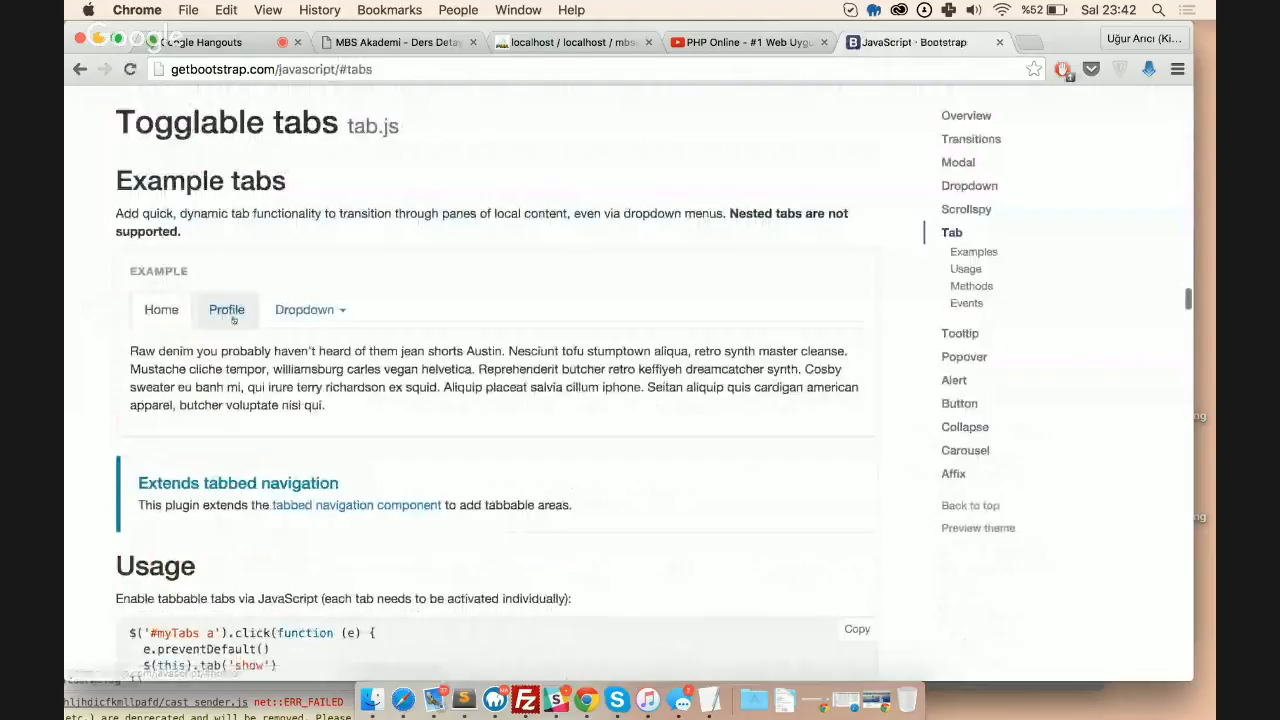 Chrome File Edit View History Bookmarks People Window Help %52 Sal 23:42
Google
Google Hangouts MBS Akademi - Ders Detay localhost / localhost / mbs PHP Online - #1 Web Uygu JavaScript · Bootstrap Uğur Arıcı (Ki...
getbootstrap.com/javascript/#tabs
Togglable tabs tab.js
Example tabs
Add quick, dynamic tab functionality to transition through panes of local content, even via dropdown menus. Nested tabs are not
supported.
EXAMPLE
Home Profile Dropdown
Raw denim you probably haven't heard of them jean shorts Austin. Nesciunt tofu stumptown aliqua, retro synth master cleanse.
Mustache cliche tempor, williamsburg carles vegan helvetica. Reprehenderit butcher retro keffiyeh dreamcatcher synth. Cosby
sweater eu banh mi, qui irure terry richardson ex squid. Aliquip placeat salvia cillum iphone. Seitan aliquip quis cardigan american
apparel, butcher voluptate nisi qui.
Extends tabbed navigation
This plugin extends the tabbed navigation component to add tabbable areas.
Usage
Enable tabbable tabs via JavaScript (each tab needs to be activated individually):
$('#myTabs a').click(function (e) {
e.preventDefault()
$(this).tab('show')
Copy
Overview
Transitions
Modal
Dropdown
Scrollspy
Tab
Examples
Usage
Methods
Events
Tooltip
Popover
Alert
Button
Collapse
Carousel
Affix
Back to top
Preview theme
ng
ng
hlihdicfkmllpafd/cast_sender.js net::ERR_FAILED
etc.) are deprecated and will be removed. Please